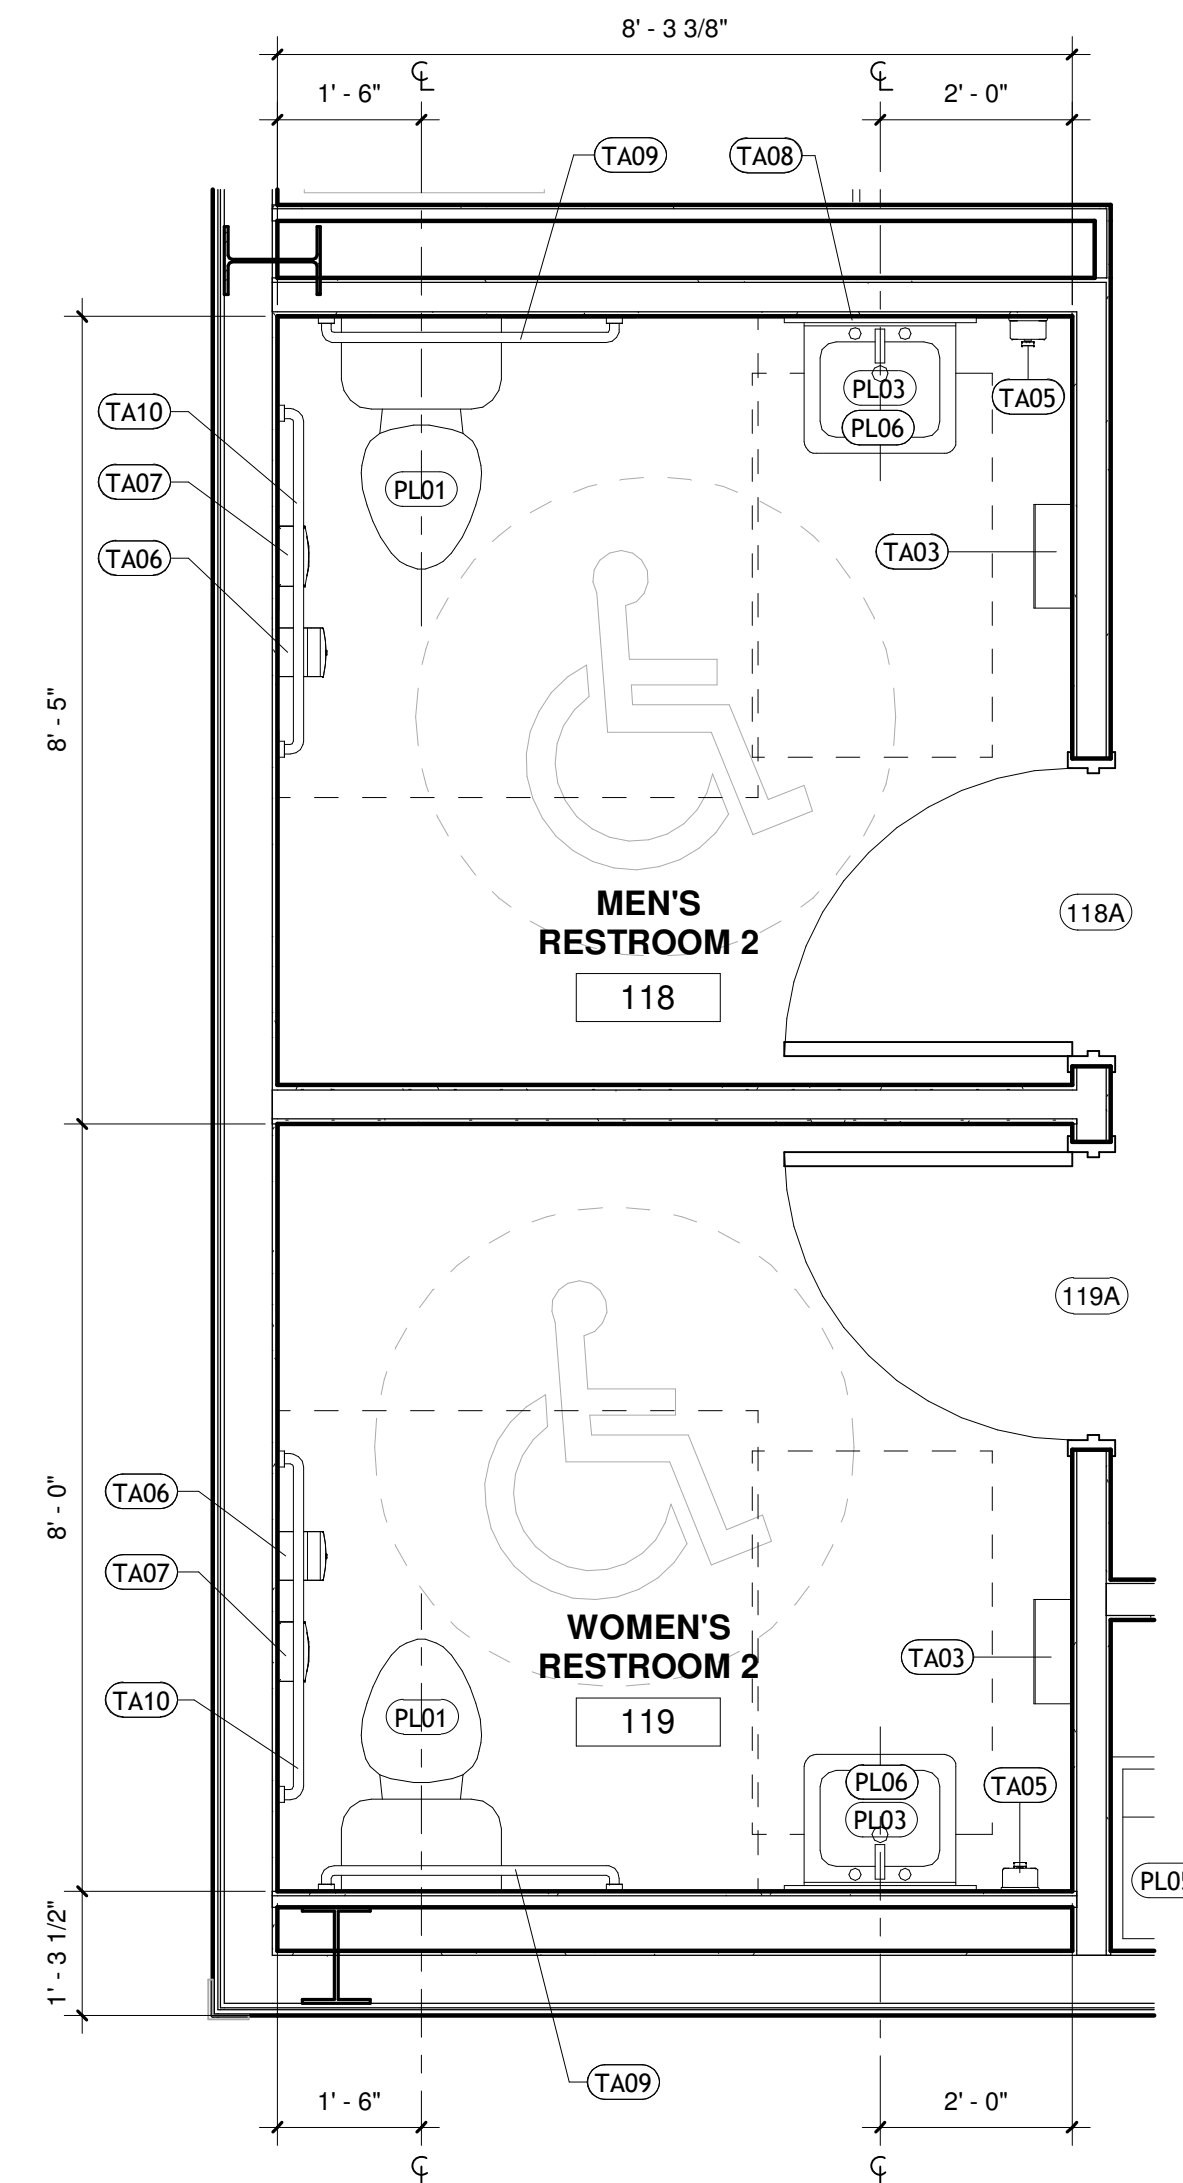 8' - 3 3/8"
℄
℄
1' - 6"
2' - 0"
TA09
TA08
PL03
TA05
TA10
PL06
TA07
PL01
TA03
TA06
8' - 5"
MEN'S
RESTROOM 2
118A
118
119A
8' - 0"
TA06
TA07
WOMEN'S
RESTROOM 2
TA03
TA10
PL01
119
PL06
TA05
PL03
1' - 3 1/2"
TA09
1' - 6"
2' - 0"
℄
℄